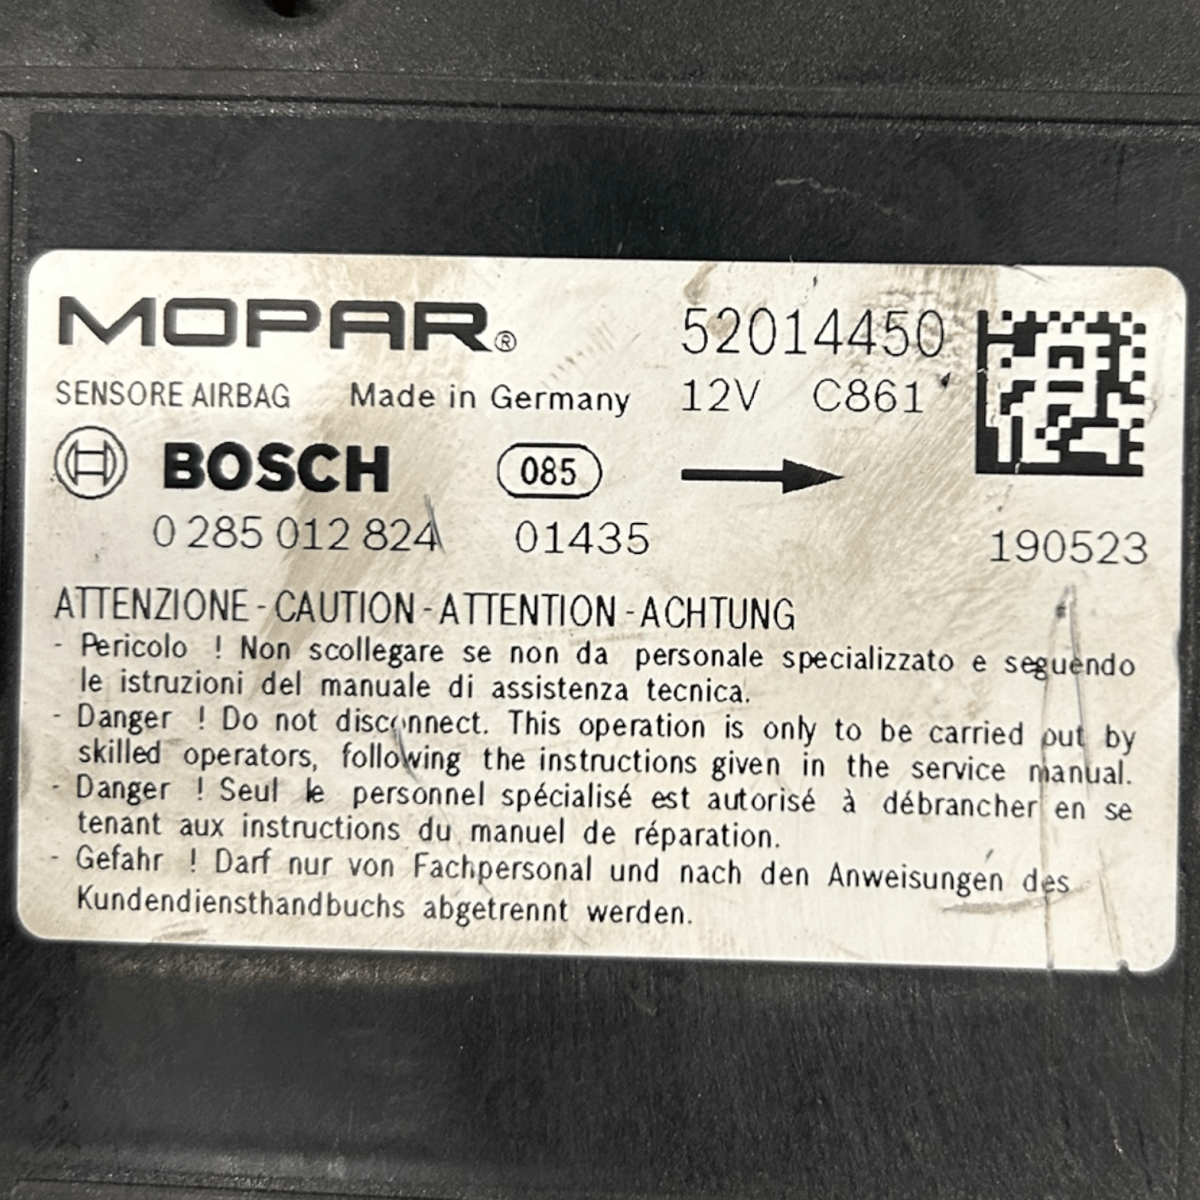 MOPAR® 52014450
SENSORE AIRBAG Made in Germany 12V C861
BOSCH 085
0 285 012 824 01435 190523
ATTENZIONE - CAUTION - ATTENTION - ACHTUNG
- Pericolo ! Non scollegare se non da personale specializzato e seguendo
le istruzioni del manuale di assistenza tecnica.
- Danger ! Do not disconnect. This operation is only to be carried out by
skilled operators, following the instructions given in the service manual.
- Danger ! Seul le personnel spécialisé est autorisé à débrancher en se
tenant aux instructions du manuel de réparation.
- Gefahr ! Darf nur von Fachpersonal und nach den Anweisungen des
Kundendiensthandbuchs abgetrennt werden.